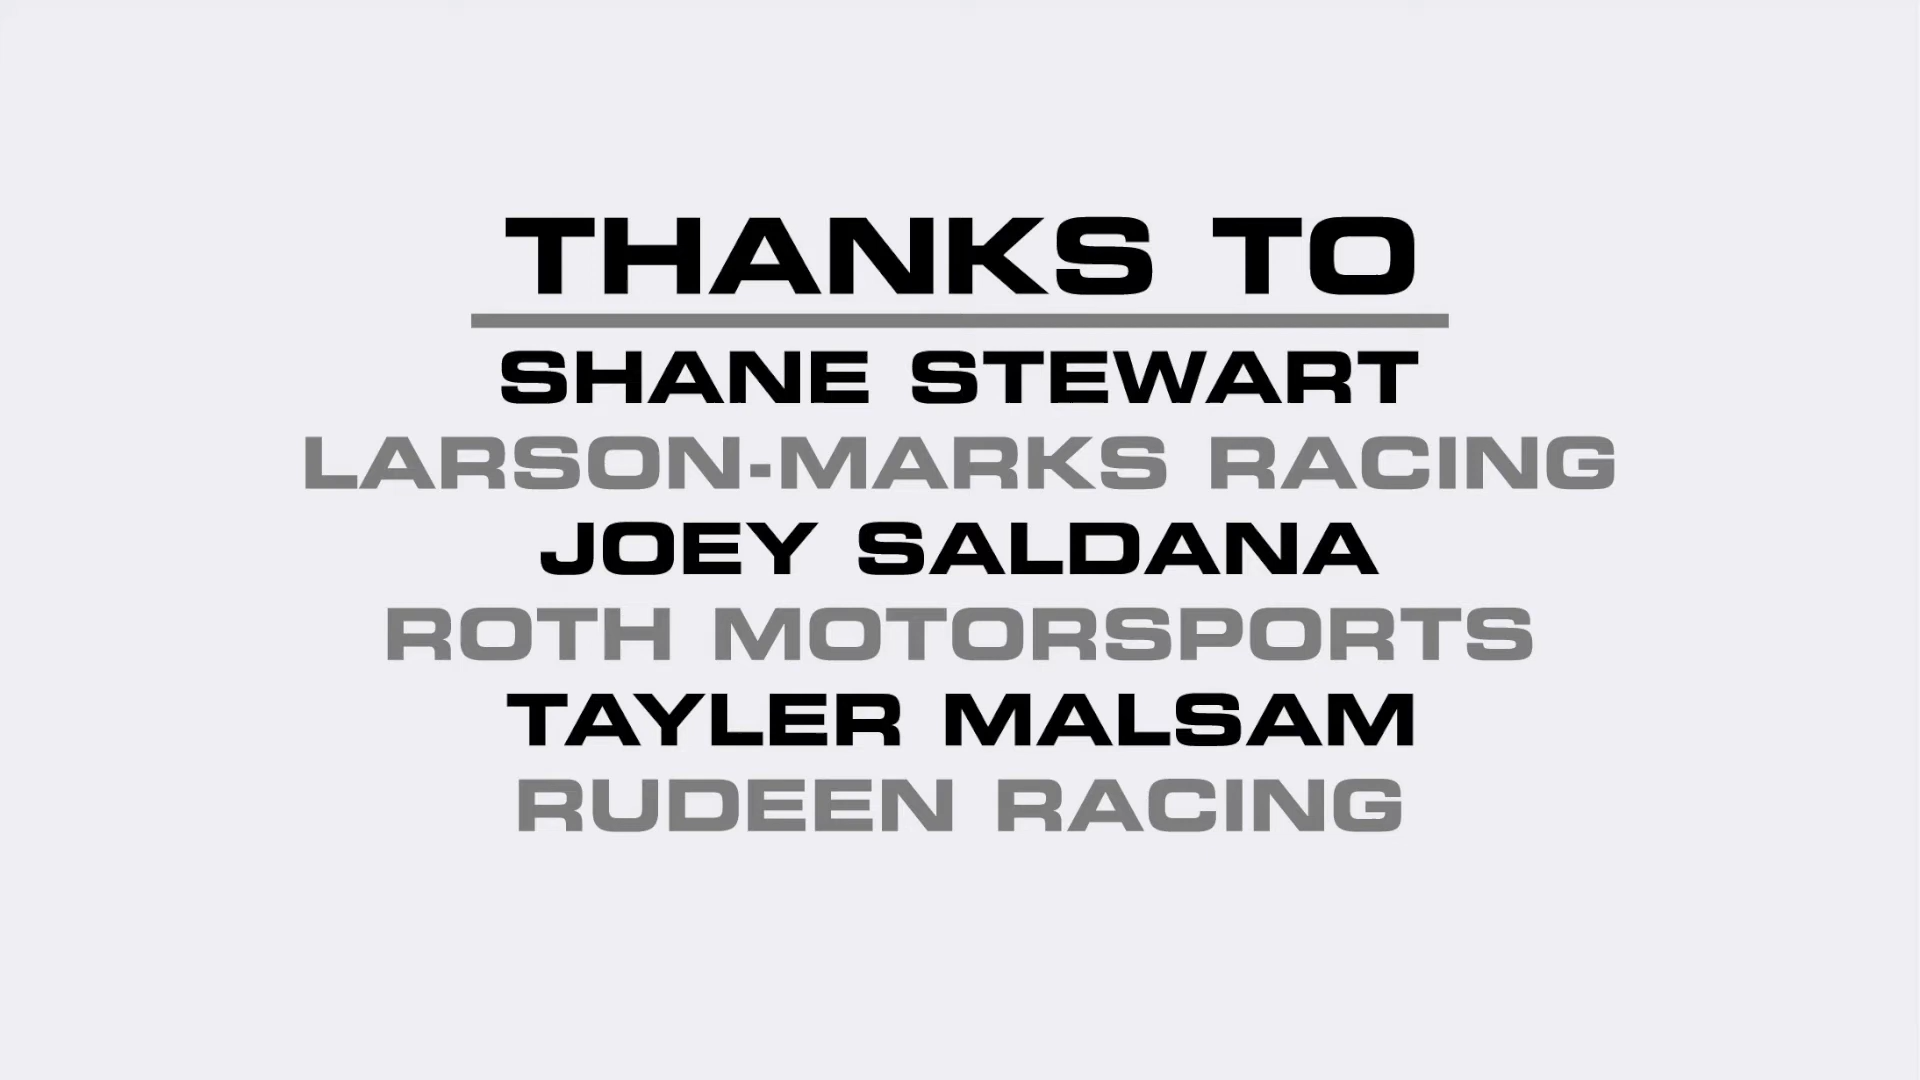 THANKS TO
SHANE STEWART
LARSON-MARKS RACING
JOEY SALDANA
ROTH MOTORSPORTS
TAYLER MALSAM
RUDEEN RACING